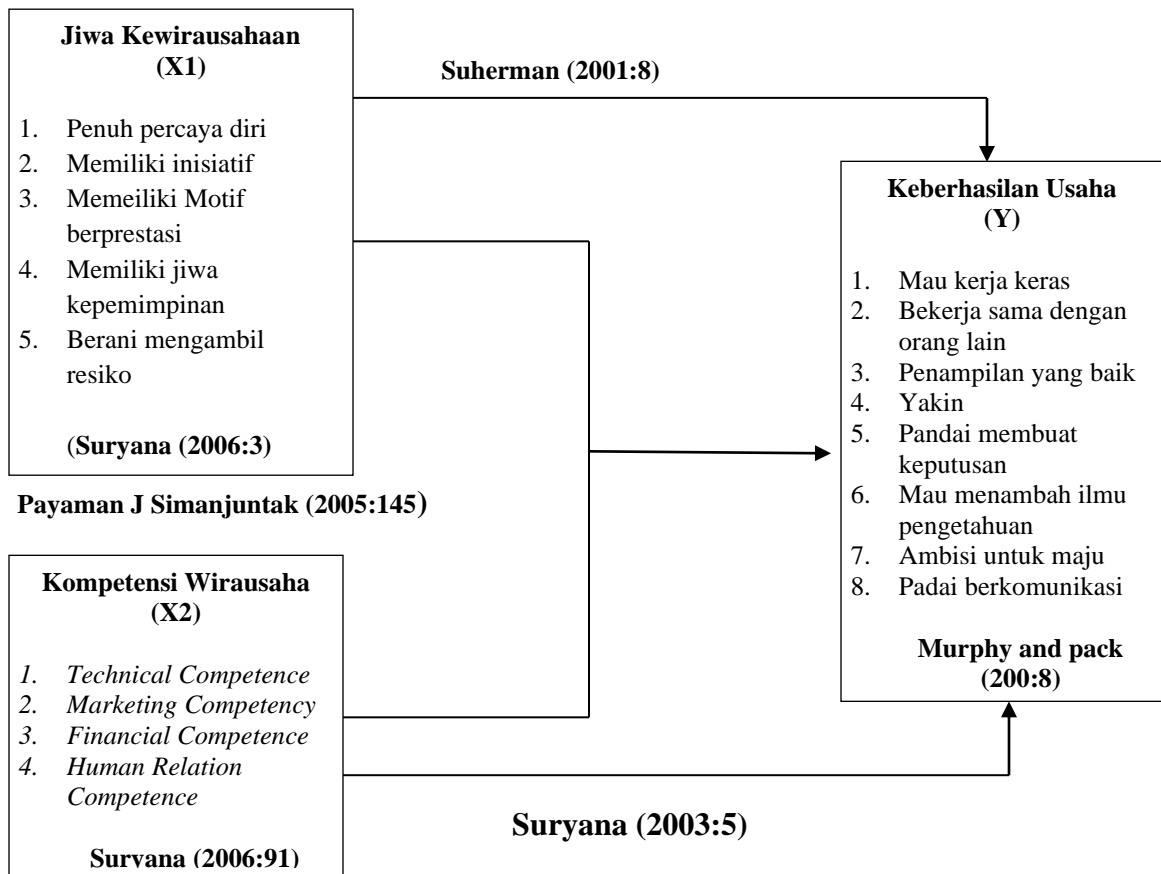 Jiwa Kewirausahaan
(X1)
1. Penuh percaya diri
2. Memiliki inisiatif
3. Memeiliki Motif
berprestasi
4. Memiliki jiwa
kepemimpinan
5. Berani mengambil
resiko
(Suryana (2006:3)
Suherman (2001:8)
Payaman J Simanjuntak (2005:145)
Kompetensi Wirausaha
(X2)
1. Technical Competence
2. Marketing Competency
3. Financial Competence
4. Human Relation
Competence
Suryana (2006:91)
Suryana (2003:5)
Keberhasilan Usaha
(Y)
1. Mau kerja keras
2. Bekerja sama dengan
orang lain
3. Penampilan yang baik
4. Yakin
5. Pandai membuat
keputusan
6. Mau menambah ilmu
pengetahuan
7. Ambisi untuk maju
8. Padai berkomunikasi
Murphy and pack
(200:8)